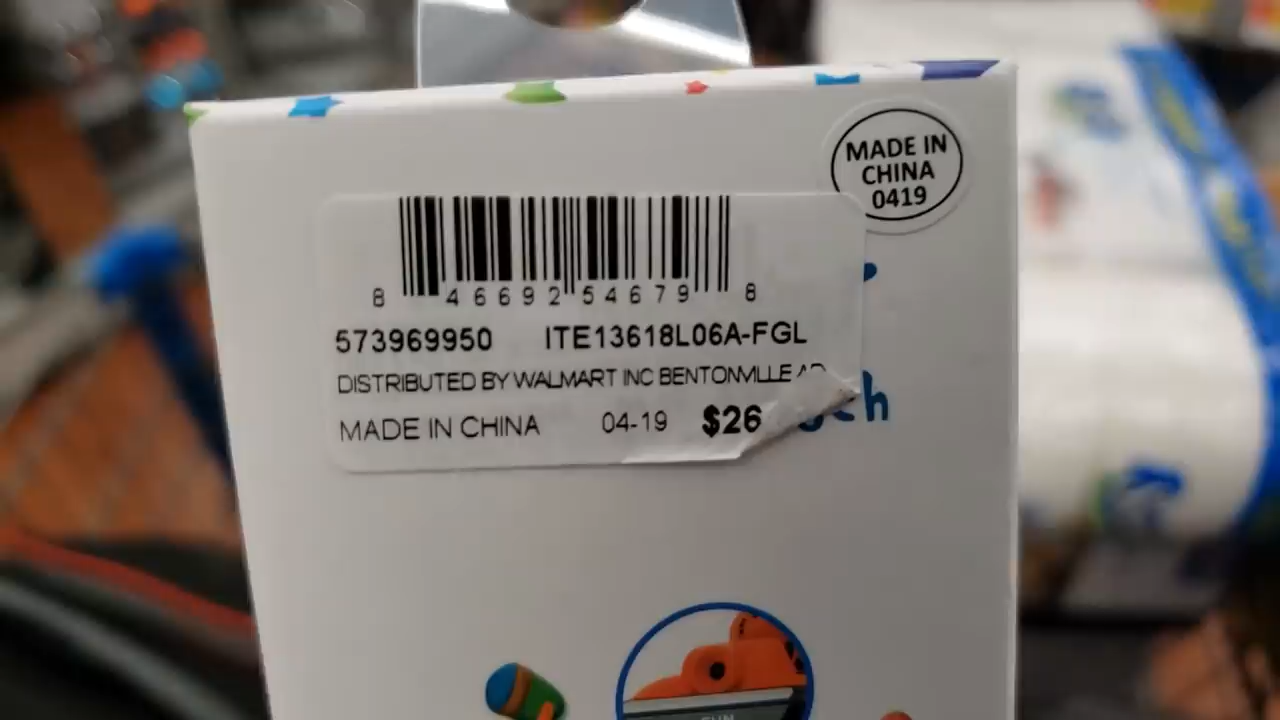 MADE IN
CHINA
0419
8 46692 54679 8
573969950 ITE13618L06A-FGL
DISTRIBUTED BY WALMART INC BENTONVILLE
MADE IN CHINA 04-19 $26